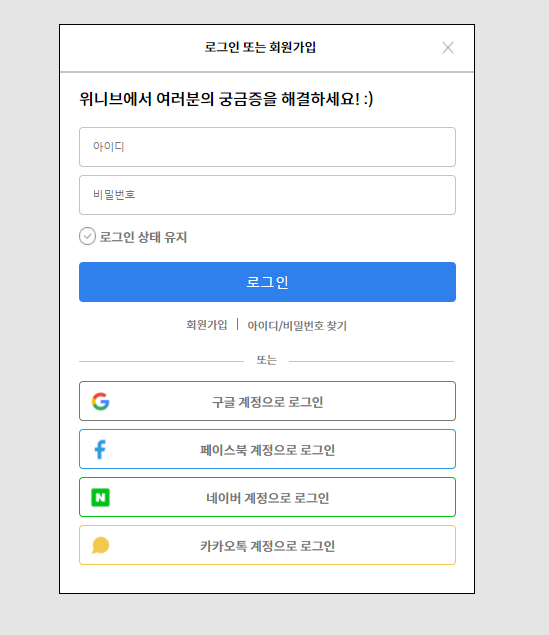 로그인 또는 회원가입
위니브에서 여러분의 궁금증을 해결하세요! :)
아이디
비밀번호
로그인 상태 유지
로그인
회원가입 | 아이디/비밀번호 찾기
또는
구글 계정으로 로그인
페이스북 계정으로 로그인
네이버 계정으로 로그인
카카오톡 계정으로 로그인